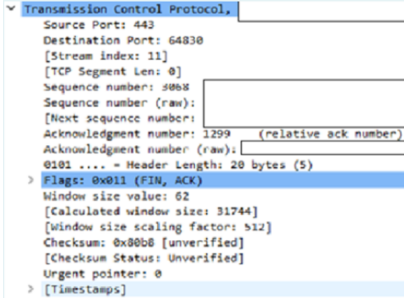 Transmission Control Protocol,
Source Port: 443
Destination Port: 64830
[Stream index: 11]
[TCP Segment Len: 0]
Sequence number: 3068
Sequence number (raw):
[Next sequence number:
Acknowledgment number: 1299 (relative ack number)
Acknowledgment number (raw):
0101 .... = Header Length: 20 bytes (5)
Flags: 0x011 (FIN, ACK)
Window size value: 62
[Calculated window size: 31744]
[Window size scaling factor: 512]
Checksum: 0x80b8 [unverified]
[Checksum Status: Unverified]
Urgent pointer: 0
[Timestamps]